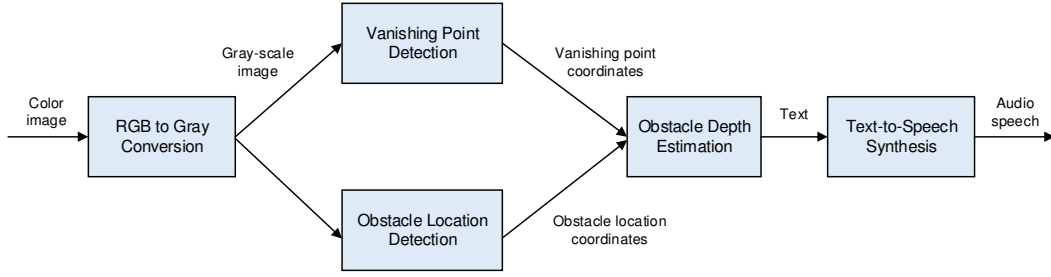 Color
image
RGB to Gray
Conversion
Gray-scale
image
Vanishing Point
Detection
Obstacle Location
Detection
Vanishing point
coordinates
Obstacle location
coordinates
Obstacle Depth
Estimation
Text
Text-to-Speech
Synthesis
Audio
speech